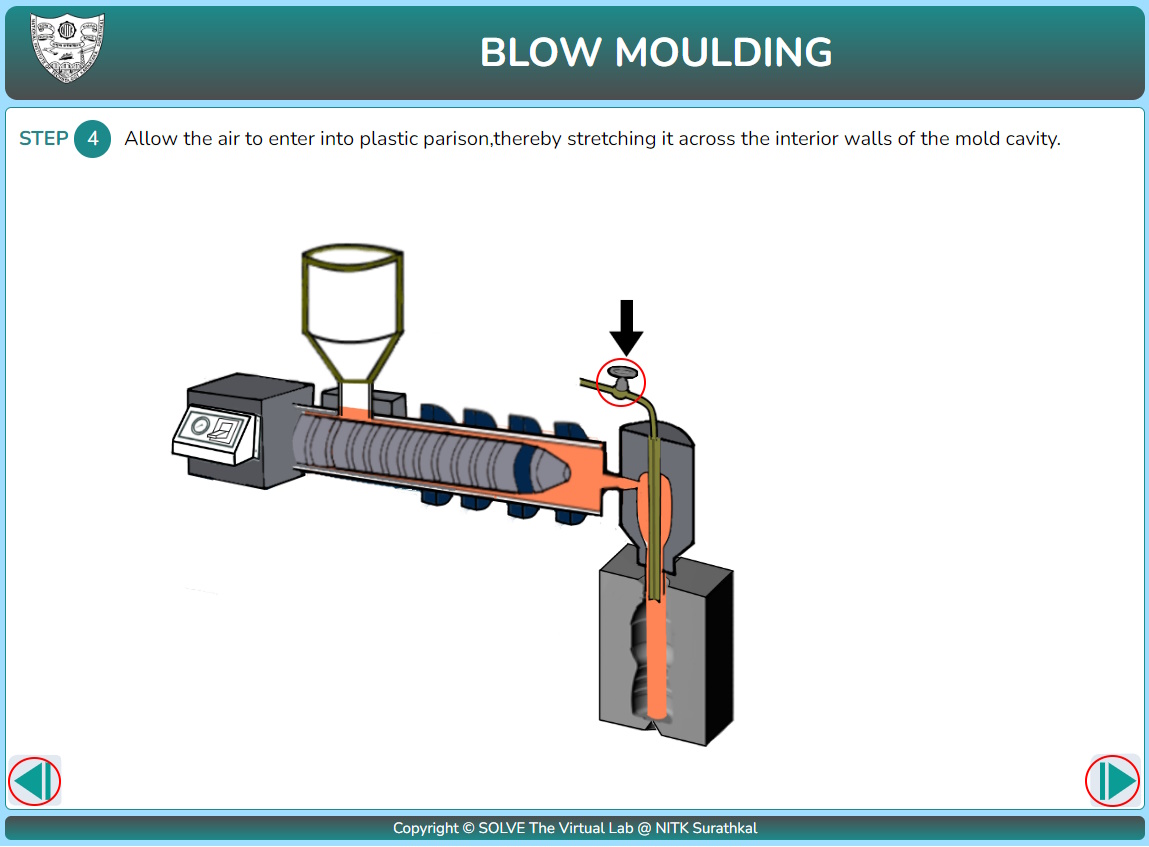 BLOW MOULDING
STEP 4 Allow the air to enter into plastic parison,thereby stretching it across the interior walls of the mold cavity.
Copyright © SOLVE The Virtual Lab @ NITK Surathkal